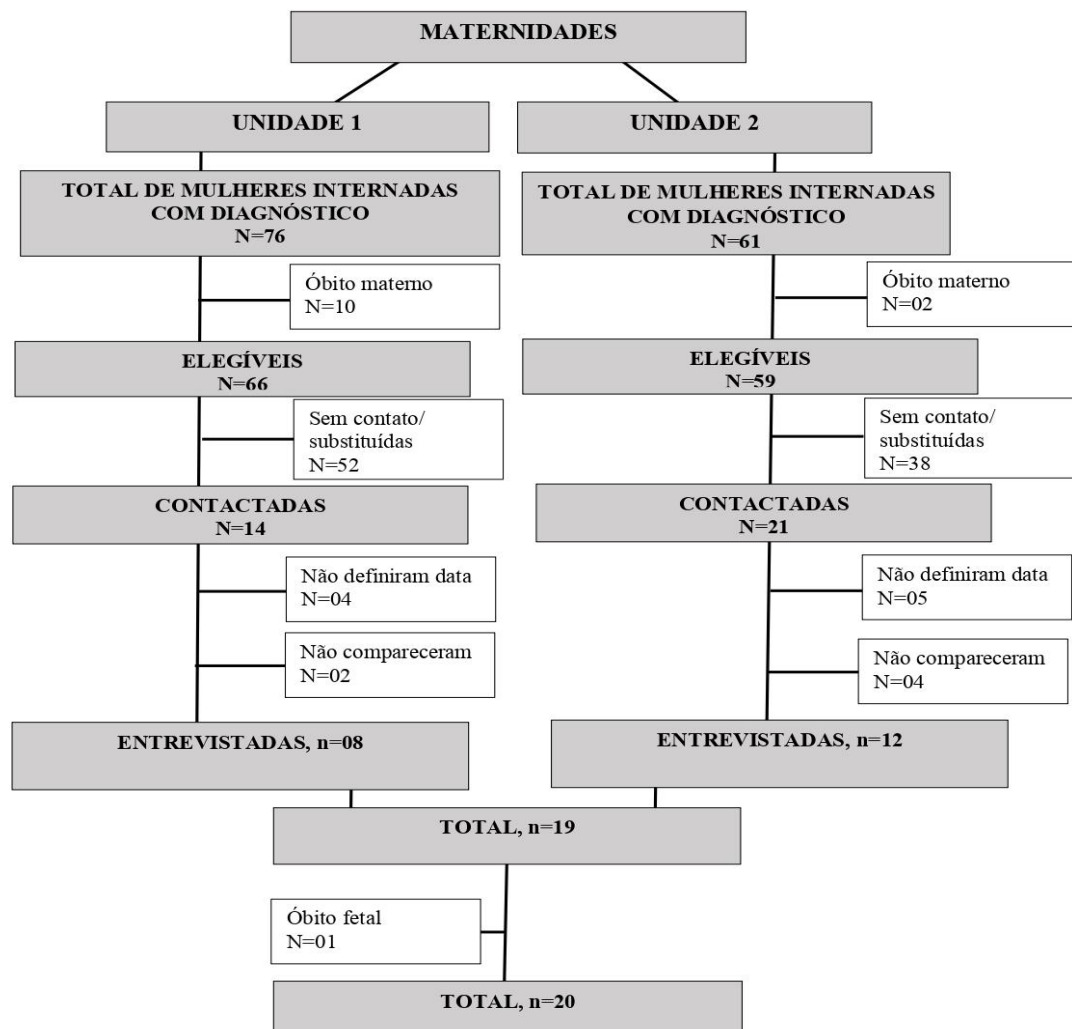 MATERNIDADES
UNIDADE 1
UNIDADE 2
TOTAL DE MULHERES INTERNADAS
COM DIAGNÓSTICO
N=76
TOTAL DE MULHERES INTERNADAS
COM DIAGNÓSTICO
N=61
Óbito materno
N=10
Óbito materno
N=02
ELEGÍVEIS
N=66
ELEGÍVEIS
N=59
Sem contato/
substituídas
N=52
Sem contato/
substituídas
N=38
CONTACTADAS
N=14
CONTACTADAS
N=21
Não definiram data
N=04
Não definiram data
N=05
Não compareceram
N=02
Não compareceram
N=04
ENTREVISTADAS, n=08
ENTREVISTADAS, n=12
TOTAL, n=19
Óbito fetal
N=01
TOTAL, n=20